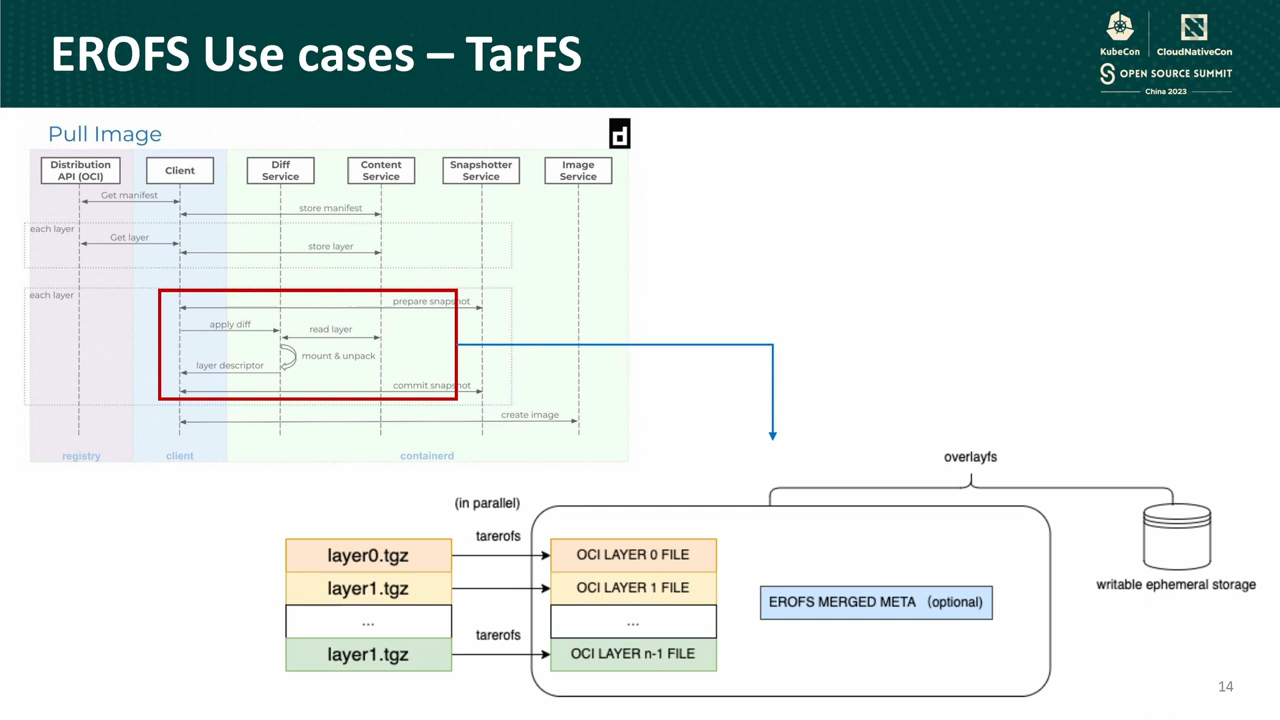 EROFS Use cases – TarFS
KubeCon
CloudNativeCon
OPEN SOURCE SUMMIT
China 2023
Pull Image
d
Distribution
API (OCI)
Client
Diff
Service
Content
Service
Snapshotter
Service
Image
Service
Get manifest
store manifest
each layer
Get layer
store layer
each layer
prepare snapshot
apply diff
read layer
mount & unpack
layer descriptor
commit snapshot
create image
registry
client
containerd
overlayfs
(in parallel)
tarerofs
layer0.tgz
OCI LAYER 0 FILE
layer1.tgz
OCI LAYER 1 FILE
writable ephemeral storage
EROFS MERGED META (optional)
...
...
tarerofs
layer1.tgz
OCI LAYER n-1 FILE
14